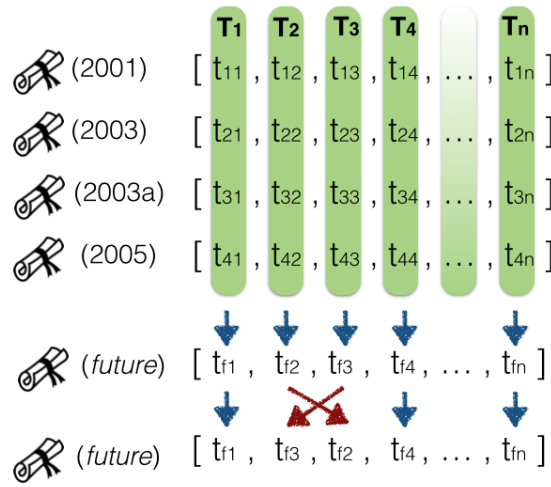 T1 T2 T3 T4 Tn
(2001) [ t11 , t12 , t13 , t14 , ... , t1n ]
(2003) [ t21 , t22 , t23 , t24 , ... , t2n ]
(2003a) [ t31 , t32 , t33 , t34 , ... , t3n ]
(2005) [ t41 , t42 , t43 , t44 , ... , t4n ]
(future) [ tf1 , tf2 , tf3 , tf4 , ... , tfn ]
(future) [ tf1 , tf3 , tf2 , tf4 , ... , tfn ]